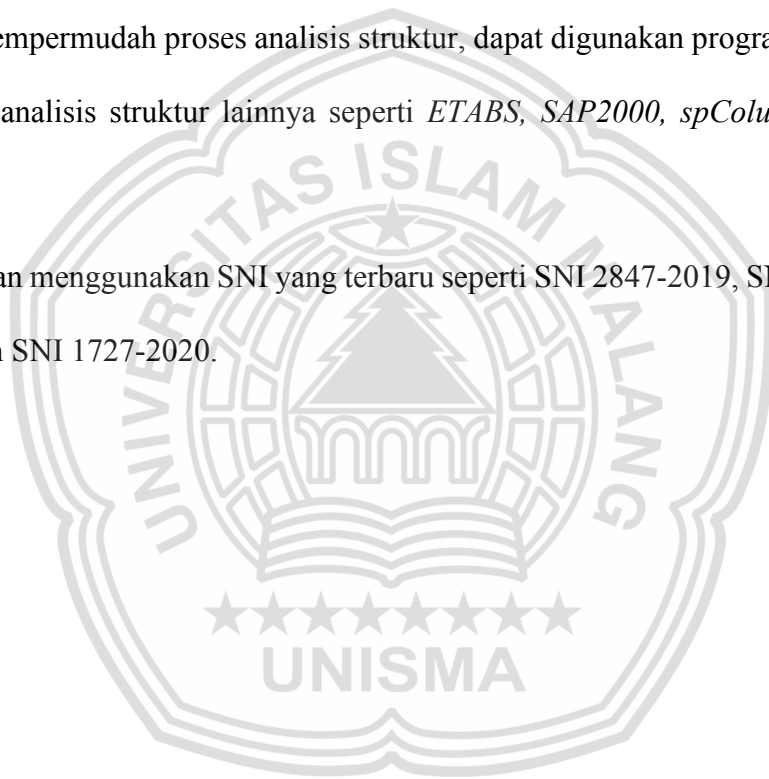 empermudah proses analisis struktur, dapat digunakan progra
analisis struktur lainnya seperti ETABS, SAP2000, spColu
an menggunakan SNI yang terbaru seperti SNI 2847-2019, S
SNI 1727-2020.
UNIVERSITAS ISLAM MALANG
UNISMA